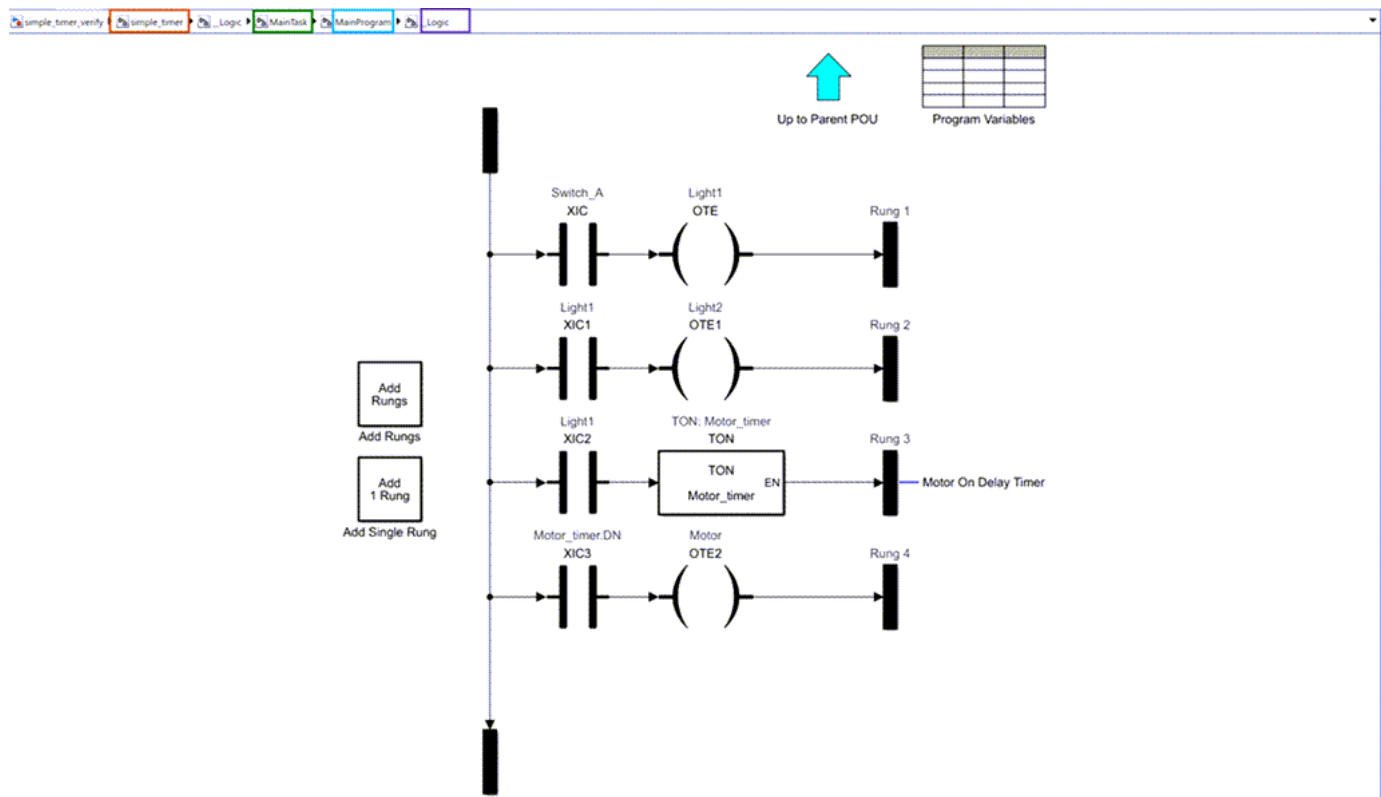 simple_timer_verify simple_timer _Logic MainTask MainProgram _Logic
Up to Parent POU
Program Variables
Switch_A
XIC
Light1
OTE
Rung 1
Light1
XIC1
Light2
OTE1
Rung 2
Add
Rungs
Add Rungs
Light1
XIC2
TON: Motor_timer
TON
TON
EN
Motor_timer
Rung 3
Motor On Delay Timer
Add
1 Rung
Add Single Rung
Motor_timer.DN
XIC3
Motor
OTE2
Rung 4